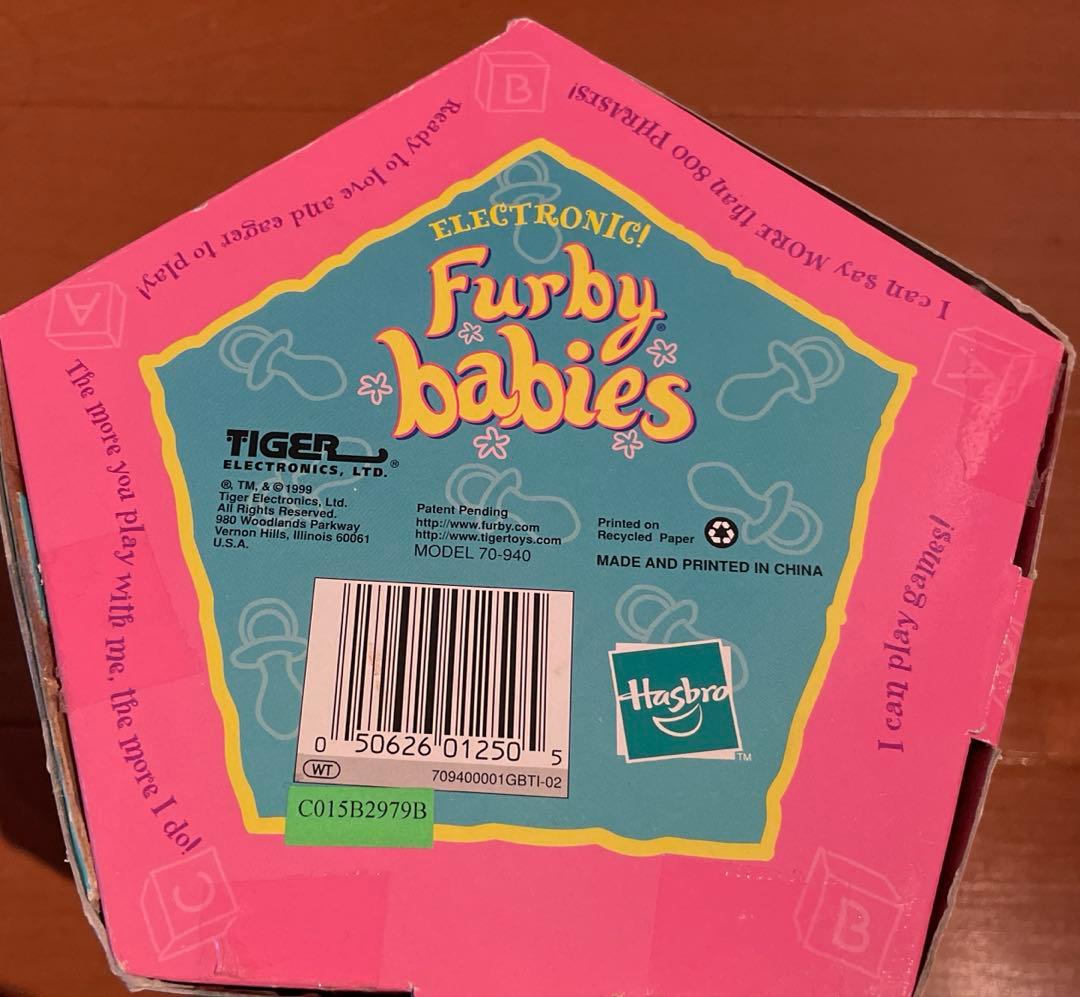 B
Ready to love and eager to play!
I can say MORE than 800 PHRASES!
A
A
ELECTRONIC!
Furby®
babies
TIGER
ELECTRONICS, LTD.®
®, TM, & © 1999
Tiger Electronics, Ltd.
All Rights Reserved.
980 Woodlands Parkway
Vernon Hills, Illinois 60061
U.S.A.
Patent Pending
http://www.furby.com
http://www.tigertoys.com
MODEL 70-940
Printed on
Recycled Paper
MADE AND PRINTED IN CHINA
The more you play with me, the more I do!
I can play games!
0 50626 01250 5
WT
709400001GBTI-02
Hasbro
TM
C015B2979B
C
B